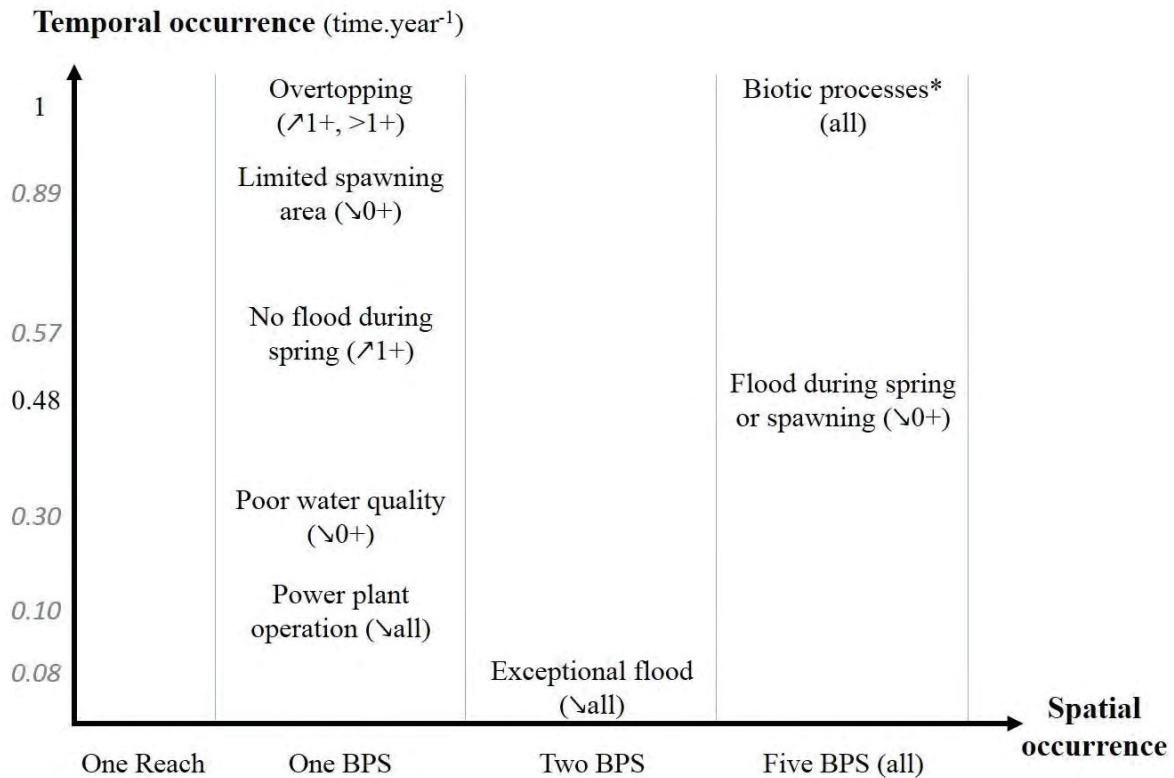 Temporal occurrence (time.year⁻¹)
1
Overtopping
(↗1+, >1+)
Biotic processes*
(all)
0.89
Limited spawning
area (↘0+)
0.57
No flood during
spring (↗1+)
0.48
Flood during spring
or spawning (↘0+)
0.30
Poor water quality
(↘0+)
0.10
Power plant
operation (↘all)
0.08
Exceptional flood
(↘all)
Spatial
occurrence
One Reach
One BPS
Two BPS
Five BPS (all)